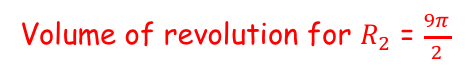 Volume of revolution for R₂ = 9π/2